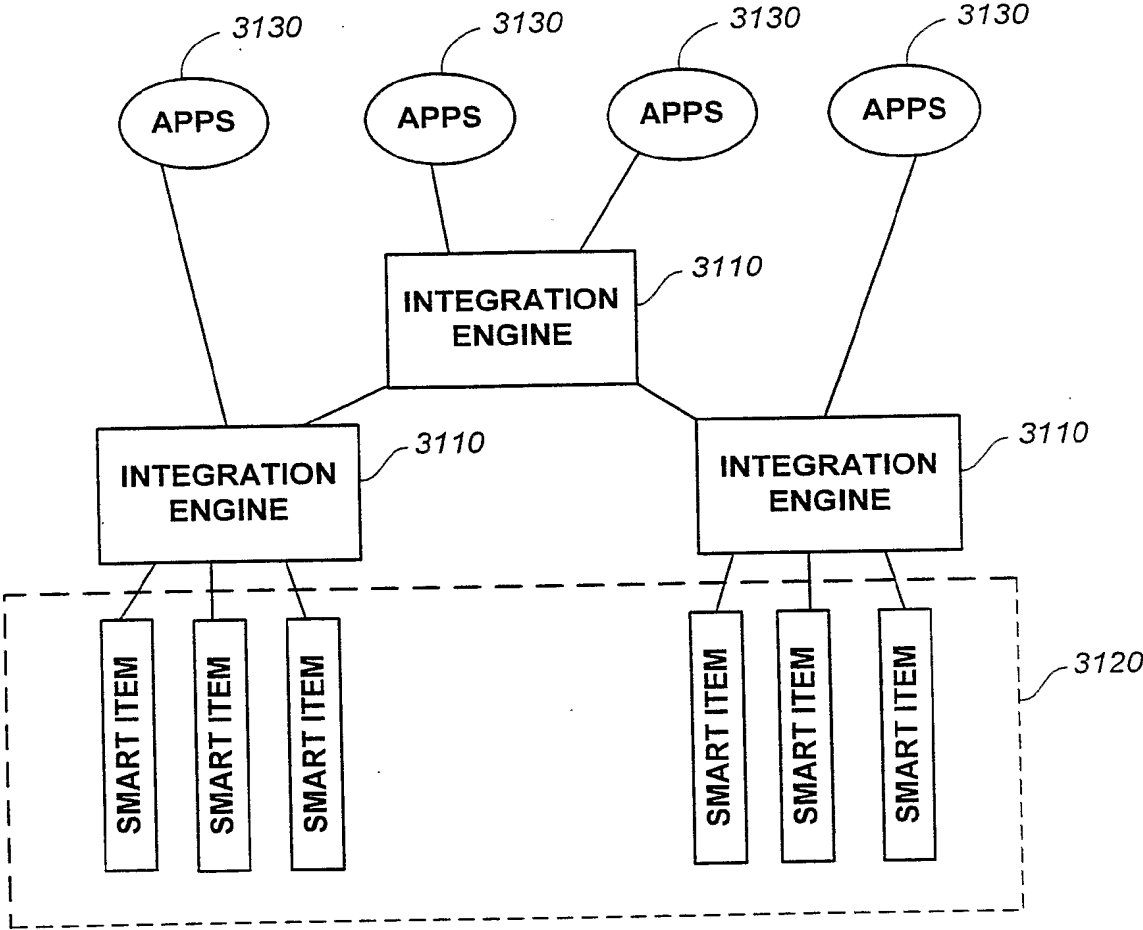 3130
3130
3130
3130
APPS
APPS
APPS
APPS
3110
INTEGRATION
ENGINE
3110
INTEGRATION
ENGINE
3110
INTEGRATION
ENGINE
3120
SMART ITEM
SMART ITEM
SMART ITEM
SMART ITEM
SMART ITEM
SMART ITEM